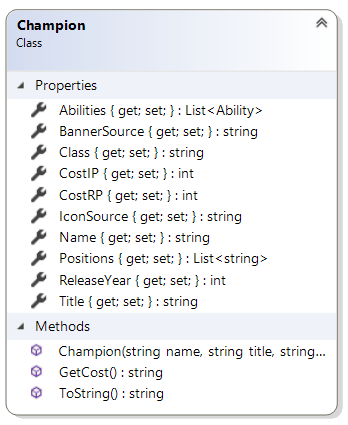 Champion
Class
Properties
Abilities { get; set; } : List<Ability>
BannerSource { get; set; } : string
Class { get; set; } : string
CostIP { get; set; } : int
CostRP { get; set; } : int
IconSource { get; set; } : string
Name { get; set; } : string
Positions { get; set; } : List<string>
ReleaseYear { get; set; } : int
Title { get; set; } : string
Methods
Champion(string name, string title, string...
GetCost() : string
ToString() : string